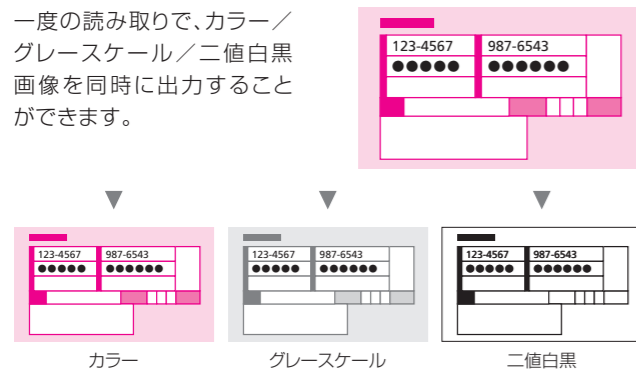 一度の読み取りで、カラー／
グレースケール／二値白黒
画像を同時に出力すること
ができます。
123-4567 987-6543
●●●●● ●●●●●●
▼ ▼ ▼
123-4567 987-6543
●●●●● ●●●●●●
123-4567 987-6543
●●●●● ●●●●●●
123-4567 987-6543
●●●●● ●●●●●●
カラー
グレースケール
二値白黒